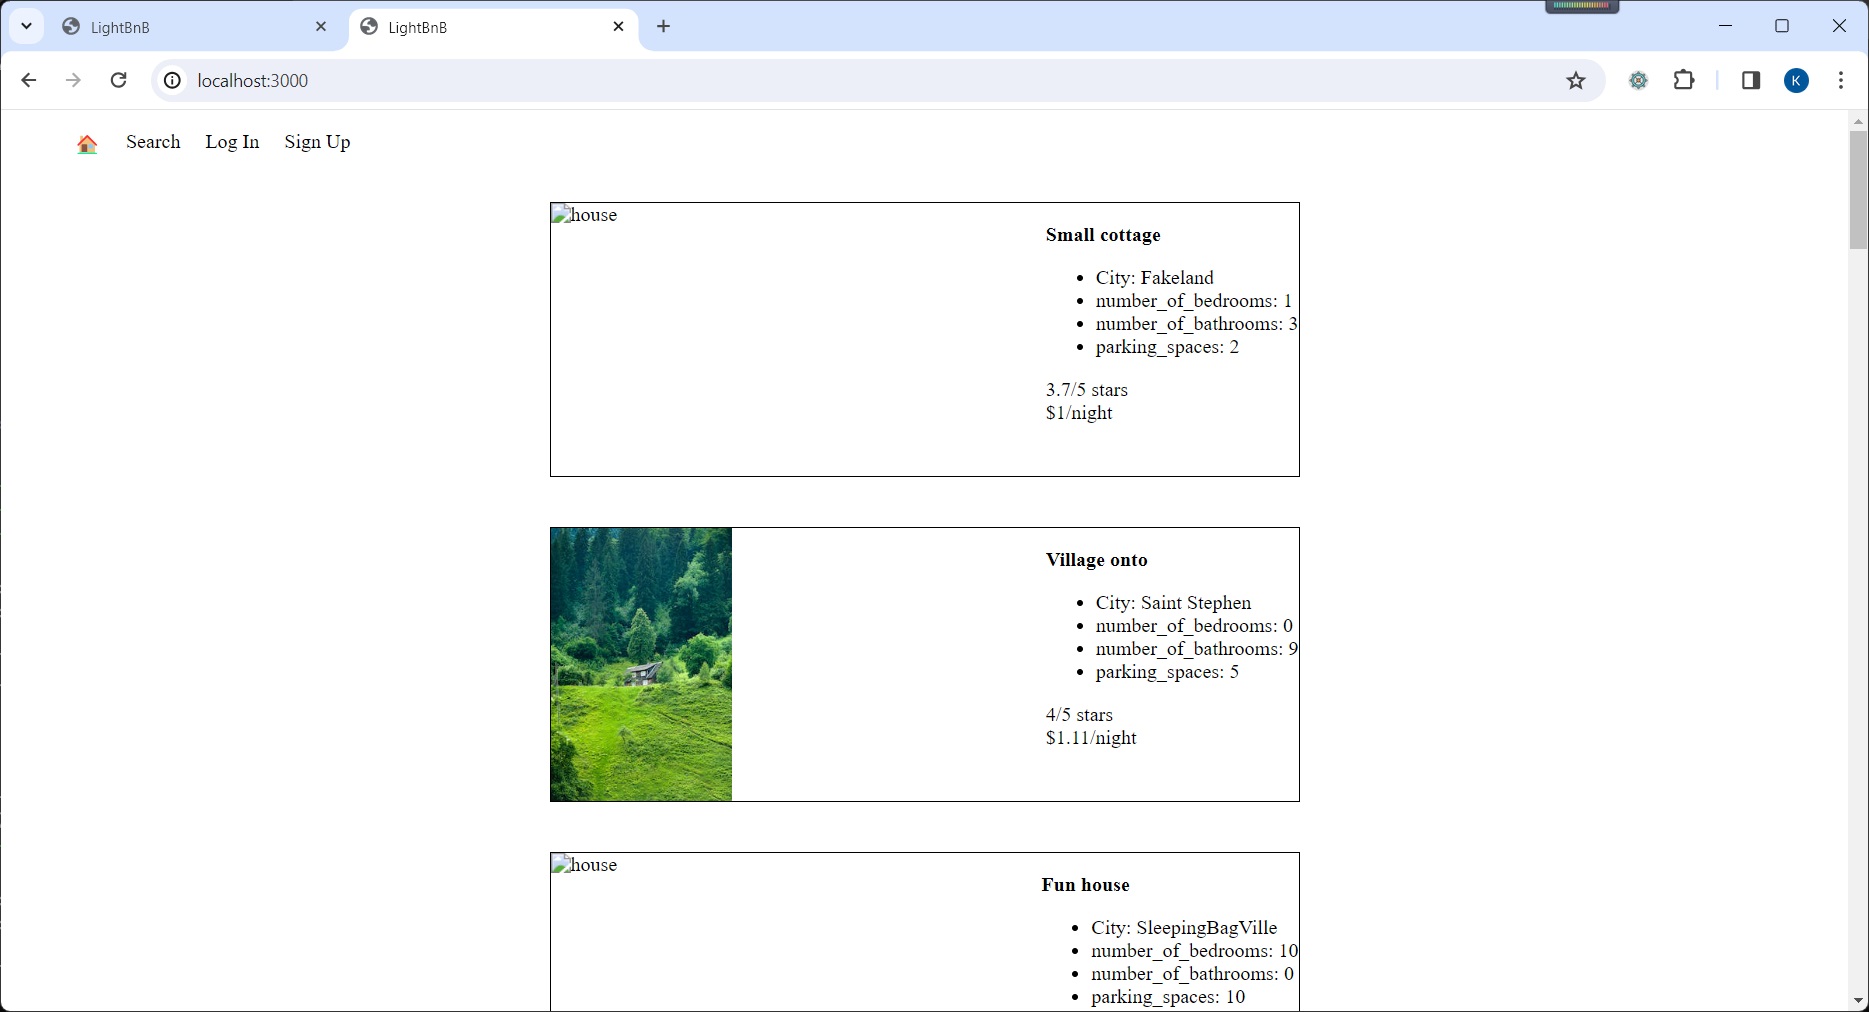 LightBnB
LightBnB
localhost:3000
K
Search Log In Sign Up
house
Small cottage
City: Fakeland
number_of_bedrooms: 1
number_of_bathrooms: 3
parking_spaces: 2
3.7/5 stars
$1/night
Village onto
City: Saint Stephen
number_of_bedrooms: 0
number_of_bathrooms: 9
parking_spaces: 5
4/5 stars
$1.11/night
house
Fun house
City: SleepingBagVille
number_of_bedrooms: 10
number_of_bathrooms: 0
parking_spaces: 10